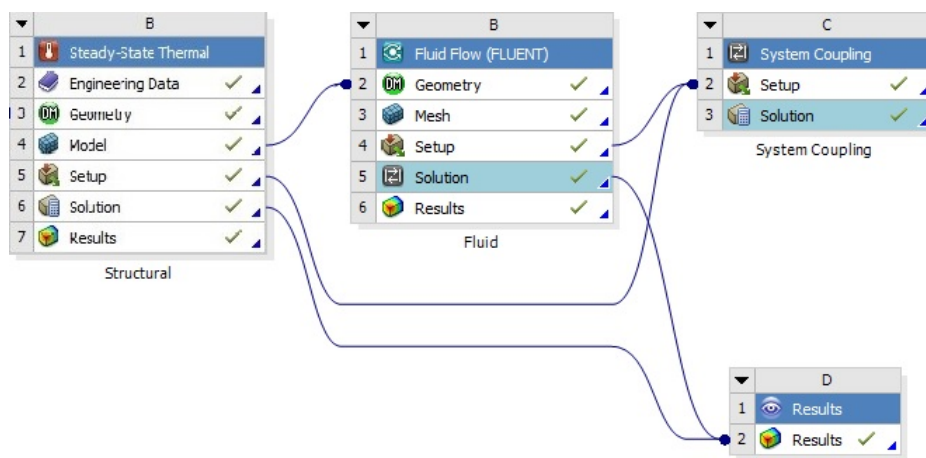 B
1 Steady-State Thermal
2 Engineering Data
3 Geometry
4 Model
5 Setup
6 Solution
7 Results
Structural
B
1 Fluid Flow (FLUENT)
2 DM Geometry
3 Mesh
4 Setup
5 Solution
6 Results
Fluid
C
1 System Coupling
2 Setup
3 Solution
System Coupling
D
1 Results
2 Results